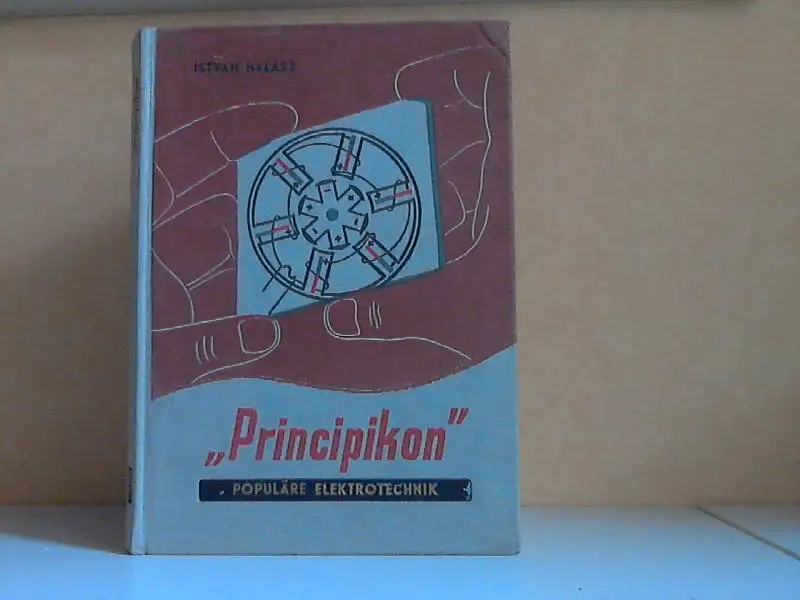 ISTVÁN HALÁSZ
„Principikon”
POPULÄRE ELEKTROTECHNIK